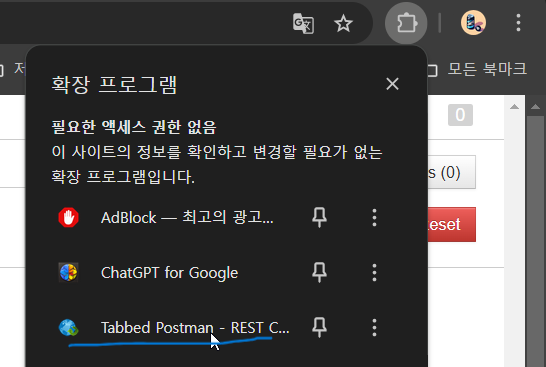 저
모든 북마크
확장 프로그램
0
필요한 액세스 권한 없음
이 사이트의 정보를 확인하고 변경할 필요가 없는
확장 프로그램입니다.
s (0)
AdBlock — 최고의 광고...
eset
ChatGPT for Google
Tabbed Postman - REST C...